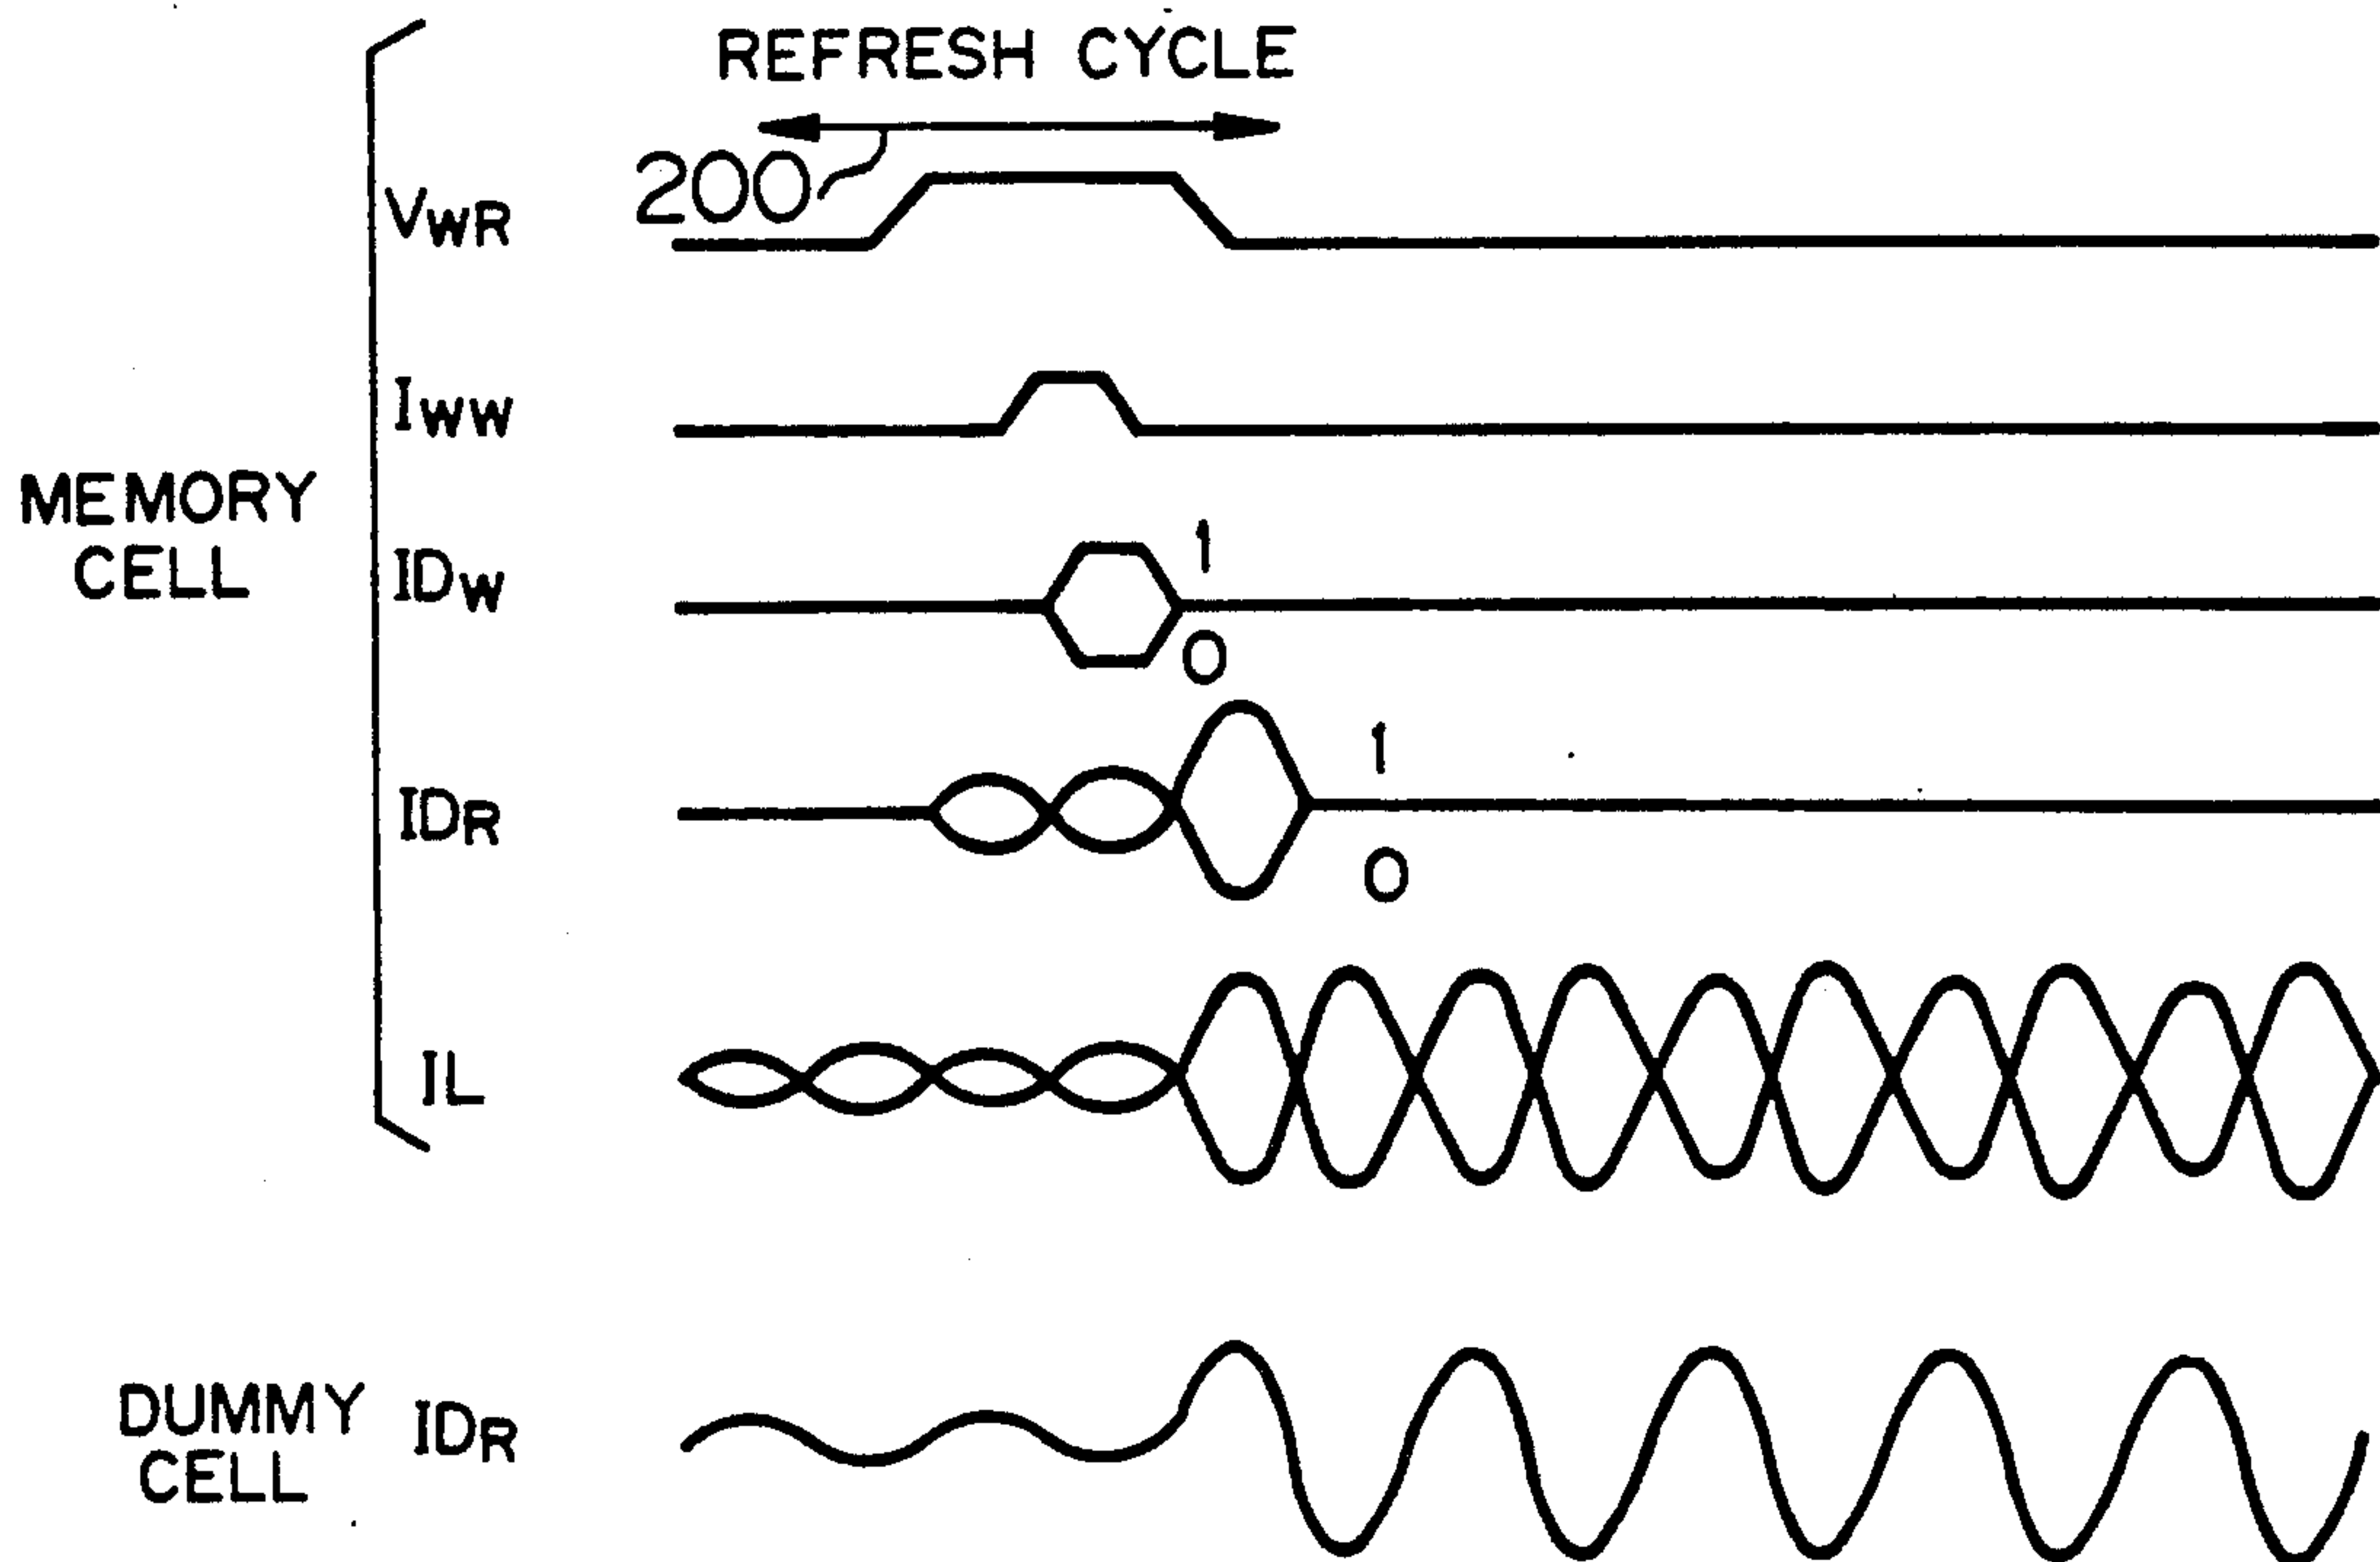 REFRESH CYCLE
200
VWR
IWW
MEMORY
CELL
IDW
1
0
IDR
1
0
IL
DUMMY
CELL
IDR